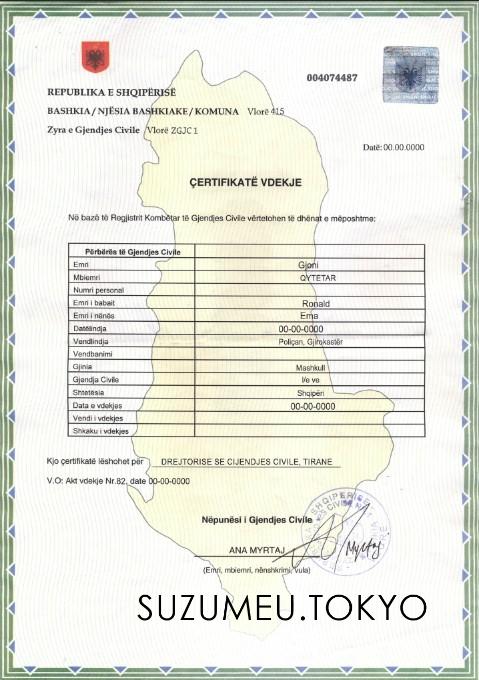 004074487
REPUBLIKA E SHQIPËRISË
BASHKIA / NJËSIA BASHKIAKE / KOMUNA Vlorë 415
Zyra e Gjendjes Civile Vlorë ZGJC 1
Datë: 00.00.0000
ÇERTIFIKATË VDEKJE
Në bazë të Regjistrit Kombëtar të Gjendjes Civile vërtetohen të dhënat e mëposhtme:
Përbërës të Gjendjes Civile
Emri Gjoni
Mbiemri QYTETAR
Numri personal
Emri i babait Ronald
Emri i nënës Ema
Datëlindja 00-00-0000
Vendlindja Poliçan, Gjirokastër
Vendbanimi
Gjinia Mashkull
Gjendja Civile I/e ve
Shtetësia Shqipëri
Data e vdekjes 00-00-0000
Vendi i vdekjes
Shkaku i vdekjes
Kjo çertifikatë lëshohet për DREJTORISE SE CIJENDJES CIVILE, TIRANE
V.O: Akt vdekje Nr.82, date 00-00-0000
Nëpunësi i Gjendjes Civile
ANA MYRTAJ
Myrtaj
(Emri, mbiemri, nënshkrimi, vula)
SUZUMEU.TOKYO